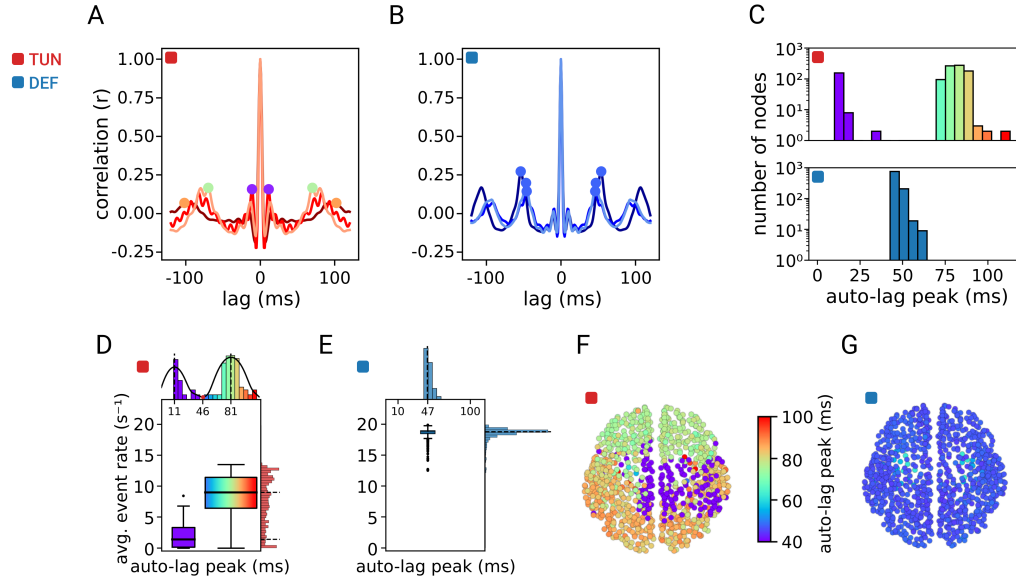 A
B
C
TUN
DEF
correlation (r)
1.00
0.75
0.50
0.25
0.00
-0.25
-100
0
100
lag (ms)
1.00
0.75
0.50
0.25
0.00
-0.25
-100
0
100
lag (ms)
number of nodes
10³
10²
10¹
10⁰
10³
10²
10¹
10⁰
0
25
50
75
100
auto-lag peak (ms)
D
E
F
G
avg. event rate (s⁻¹)
11
46
81
20
15
10
5
0
auto-lag peak (ms)
10
47
100
20
15
10
5
0
auto-lag peak (ms)
100
80
60
40
auto-lag peak (ms)